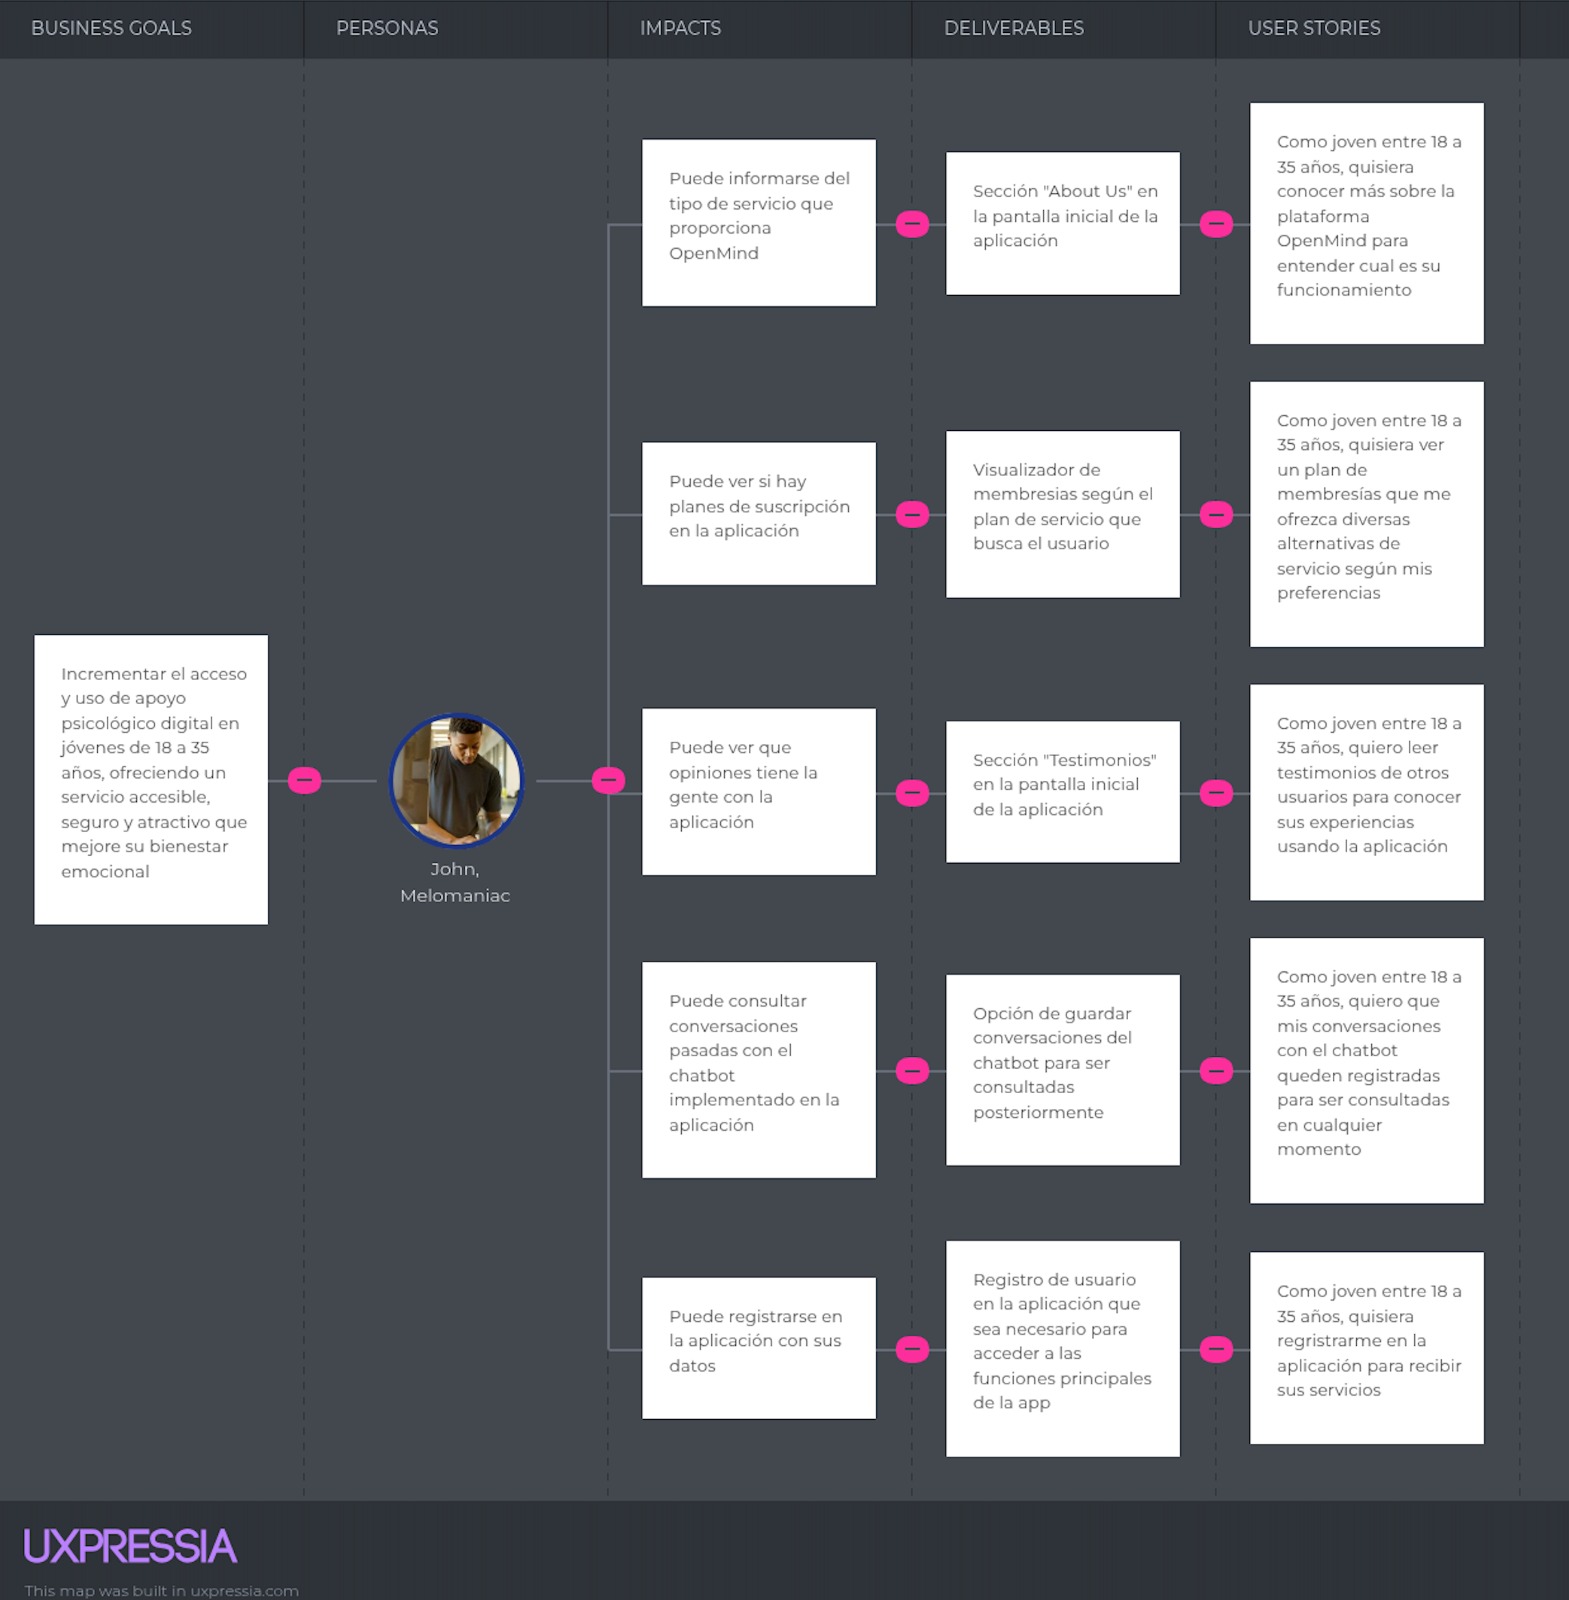 BUSINESS GOALS
PERSONAS
IMPACTS
DELIVERABLES
USER STORIES
Incrementar el acceso
y uso de apoyo
psicológico digital en
jóvenes de 18 a 35
años, ofreciendo un
servicio accesible,
seguro y atractivo que
mejore su bienestar
emocional
John,
Melomaniac
Puede informarse del
tipo de servicio que
proporciona
OpenMind
Sección "About Us" en
la pantalla inicial de la
aplicación
Como joven entre 18 a
35 años, quisiera
conocer más sobre la
plataforma
OpenMind para
entender cual es su
funcionamiento
Puede ver si hay
planes de suscripción
en la aplicación
Visualizador de
membresias según el
plan de servicio que
busca el usuario
Como joven entre 18 a
35 años, quisiera ver
un plan de
membresías que me
ofrezca diversas
alternativas de
servicio según mis
preferencias
Puede ver que
opiniones tiene la
gente con la
aplicación
Sección "Testimonios"
en la pantalla inicial
de la aplicación
Como joven entre 18 a
35 años, quiero leer
testimonios de otros
usuarios para conocer
sus experiencias
usando la aplicación
Puede consultar
conversaciones
pasadas con el
chatbot
implementado en la
aplicación
Opción de guardar
conversaciones del
chatbot para ser
consultadas
posteriormente
Como joven entre 18 a
35 años, quiero que
mis conversaciones
con el chatbot
queden registradas
para ser consultadas
en cualquier
momento
Puede registrarse en
la aplicación con sus
datos
Registro de usuario
en la aplicación que
sea necesario para
acceder a las
funciones principales
de la app
Como joven entre 18 a
35 años, quisiera
regristrarme en la
aplicación para recibir
sus servicios
UXPRESSIA
This map was built in uxpressia.com